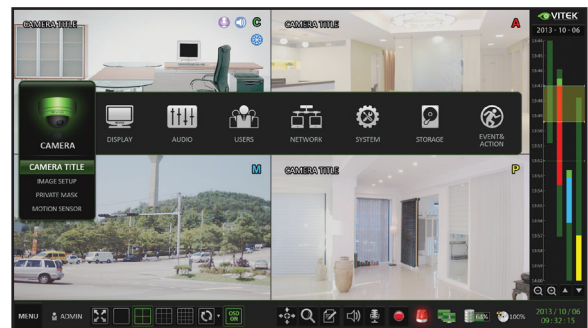 CAMERA TITLE
C
CAMERA TITLE
A
VITEK
2013 - 10 - 06
CAMERA
DISPLAY
AUDIO
USERS
NETWORK
SYSTEM
STORAGE
EVENT&
ACTION
CAMERA TITLE
IMAGE SETUP
PRIVATE MASK
MOTION SENSOR
M
CAMERA TITLE
P
MENU
ADMIN
OSD
ON
64%
100%
2013 / 10 / 06
09 : 32 : 15